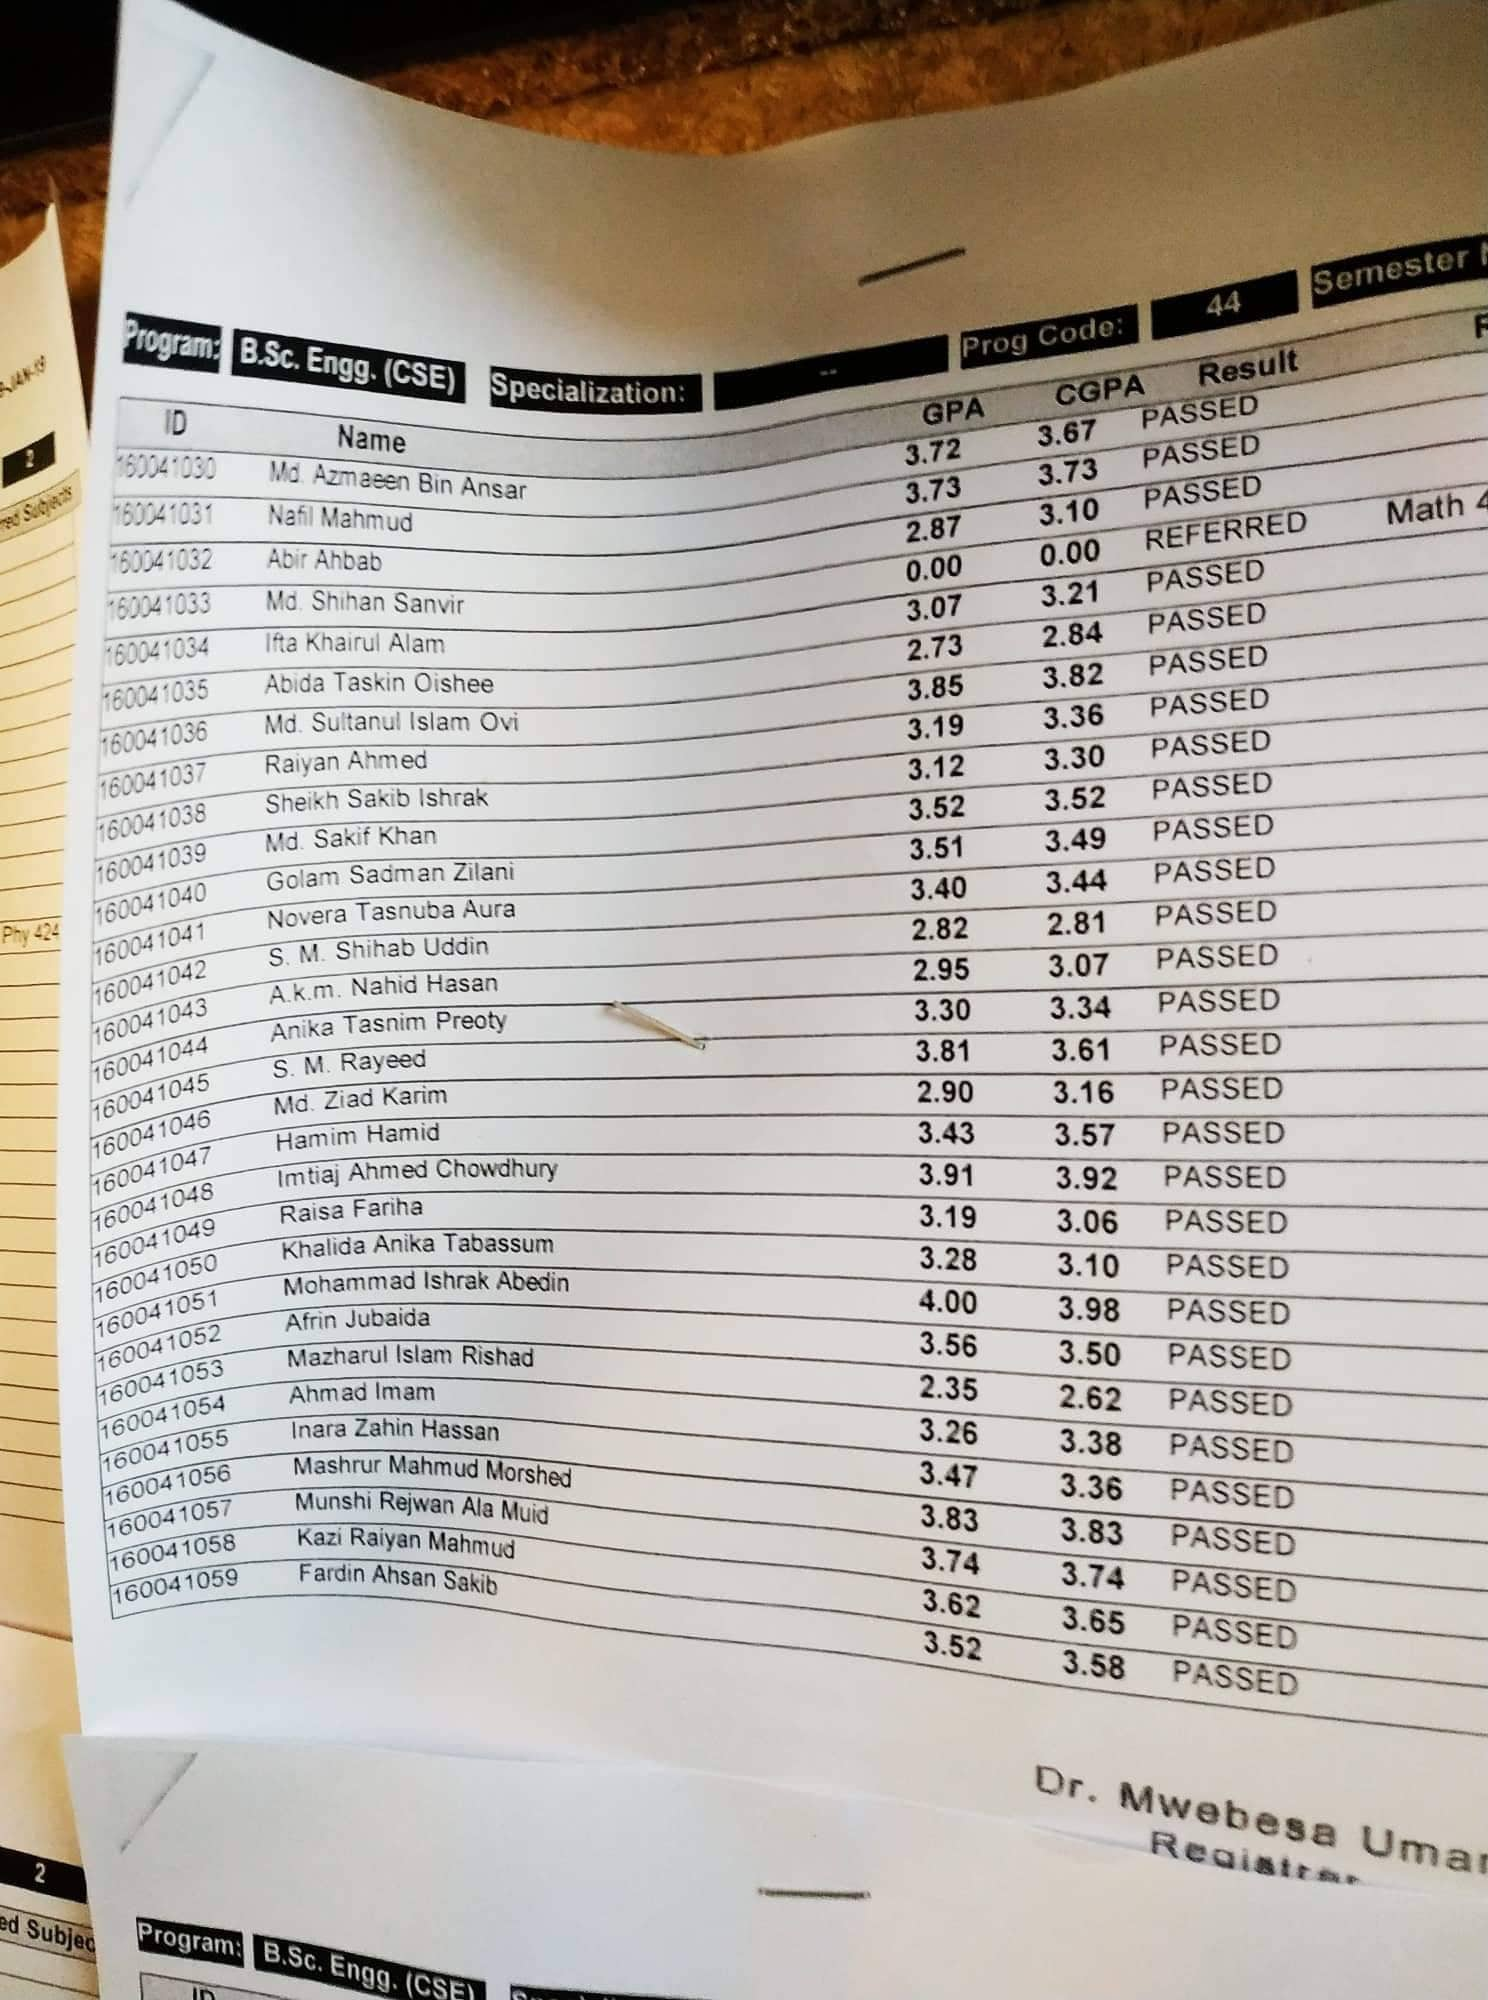 -JAN-19
2
red Subjects
Phy 424
2
ed Subjec
Program: B.Sc. Engg. (CSE) Specialization: -- Prog Code: 44 Semester
ID Name GPA CGPA Result
160041030 Md. Azmaeen Bin Ansar 3.72 3.67 PASSED
160041031 Nafil Mahmud 3.73 3.73 PASSED
160041032 Abir Ahbab 2.87 3.10 PASSED
160041033 Md. Shihan Sanvir 0.00 0.00 REFERRED Math 4
160041034 Ifta Khairul Alam 3.07 3.21 PASSED
160041035 Abida Taskin Oishee 2.73 2.84 PASSED
160041036 Md. Sultanul Islam Ovi 3.85 3.82 PASSED
160041037 Raiyan Ahmed 3.19 3.36 PASSED
160041038 Sheikh Sakib Ishrak 3.12 3.30 PASSED
160041039 Md. Sakif Khan 3.52 3.52 PASSED
160041040 Golam Sadman Zilani 3.51 3.49 PASSED
160041041 Novera Tasnuba Aura 3.40 3.44 PASSED
160041042 S. M. Shihab Uddin 2.82 2.81 PASSED
160041043 A.k.m. Nahid Hasan 2.95 3.07 PASSED
160041044 Anika Tasnim Preoty 3.30 3.34 PASSED
160041045 S. M. Rayeed 3.81 3.61 PASSED
160041046 Md. Ziad Karim 2.90 3.16 PASSED
160041047 Hamim Hamid 3.43 3.57 PASSED
160041048 Imtiaj Ahmed Chowdhury 3.91 3.92 PASSED
160041049 Raisa Fariha 3.19 3.06 PASSED
160041050 Khalida Anika Tabassum 3.28 3.10 PASSED
160041051 Mohammad Ishrak Abedin 4.00 3.98 PASSED
160041052 Afrin Jubaida 3.56 3.50 PASSED
160041053 Mazharul Islam Rishad 2.35 2.62 PASSED
160041054 Ahmad Imam 3.26 3.38 PASSED
160041055 Inara Zahin Hassan 3.47 3.36 PASSED
160041056 Mashrur Mahmud Morshed 3.83 3.83 PASSED
160041057 Munshi Rejwan Ala Muid 3.74 3.74 PASSED
160041058 Kazi Raiyan Mahmud 3.62 3.65 PASSED
160041059 Fardin Ahsan Sakib 3.52 3.58 PASSED
Dr. Mwebesa Umar
Registrar
Program: B.Sc. Engg. (CSE)
ID